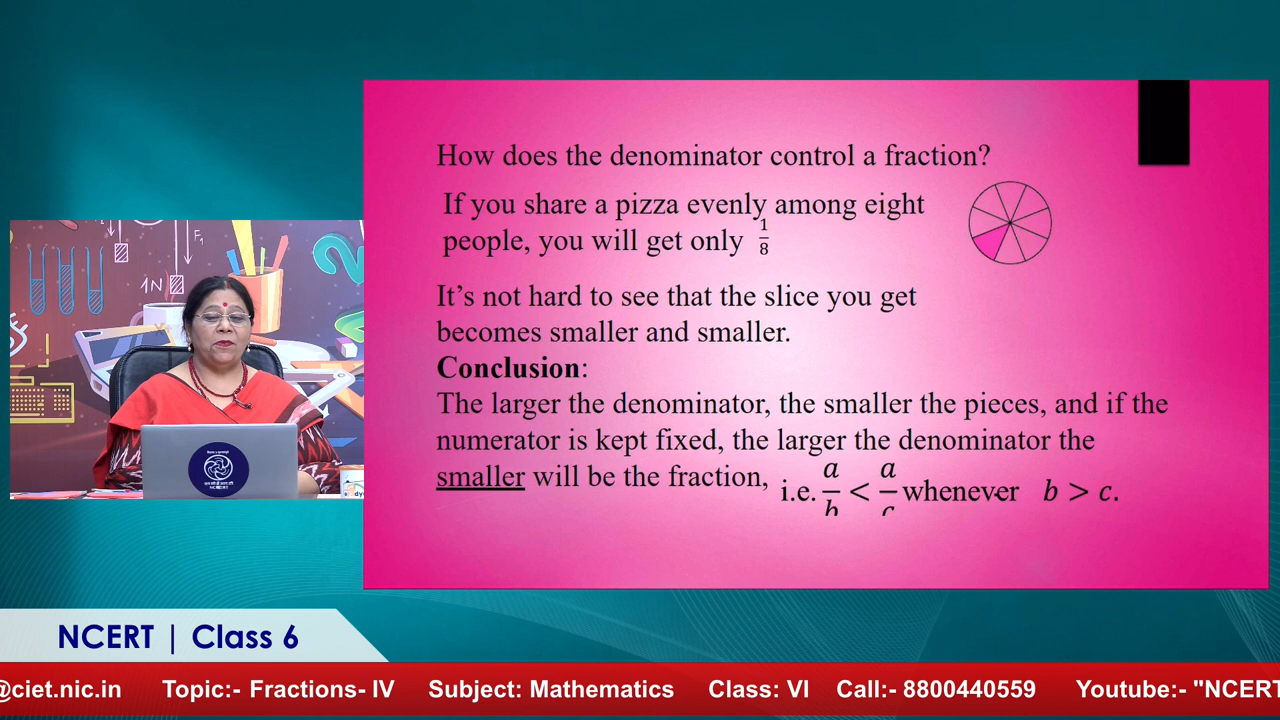 How does the denominator control a fraction?
If you share a pizza evenly among eight
people, you will get only 1/8
It's not hard to see that the slice you get
becomes smaller and smaller.
Conclusion:
The larger the denominator, the smaller the pieces, and if the
numerator is kept fixed, the larger the denominator the
smaller will be the fraction, i.e. a/b < a/c whenever b > c.
F₁
1N
NCERT
NCERT | Class 6
@ciet.nic.in Topic:- Fractions- IV Subject: Mathematics Class: VI Call:- 8800440559 Youtube:- "NCERT